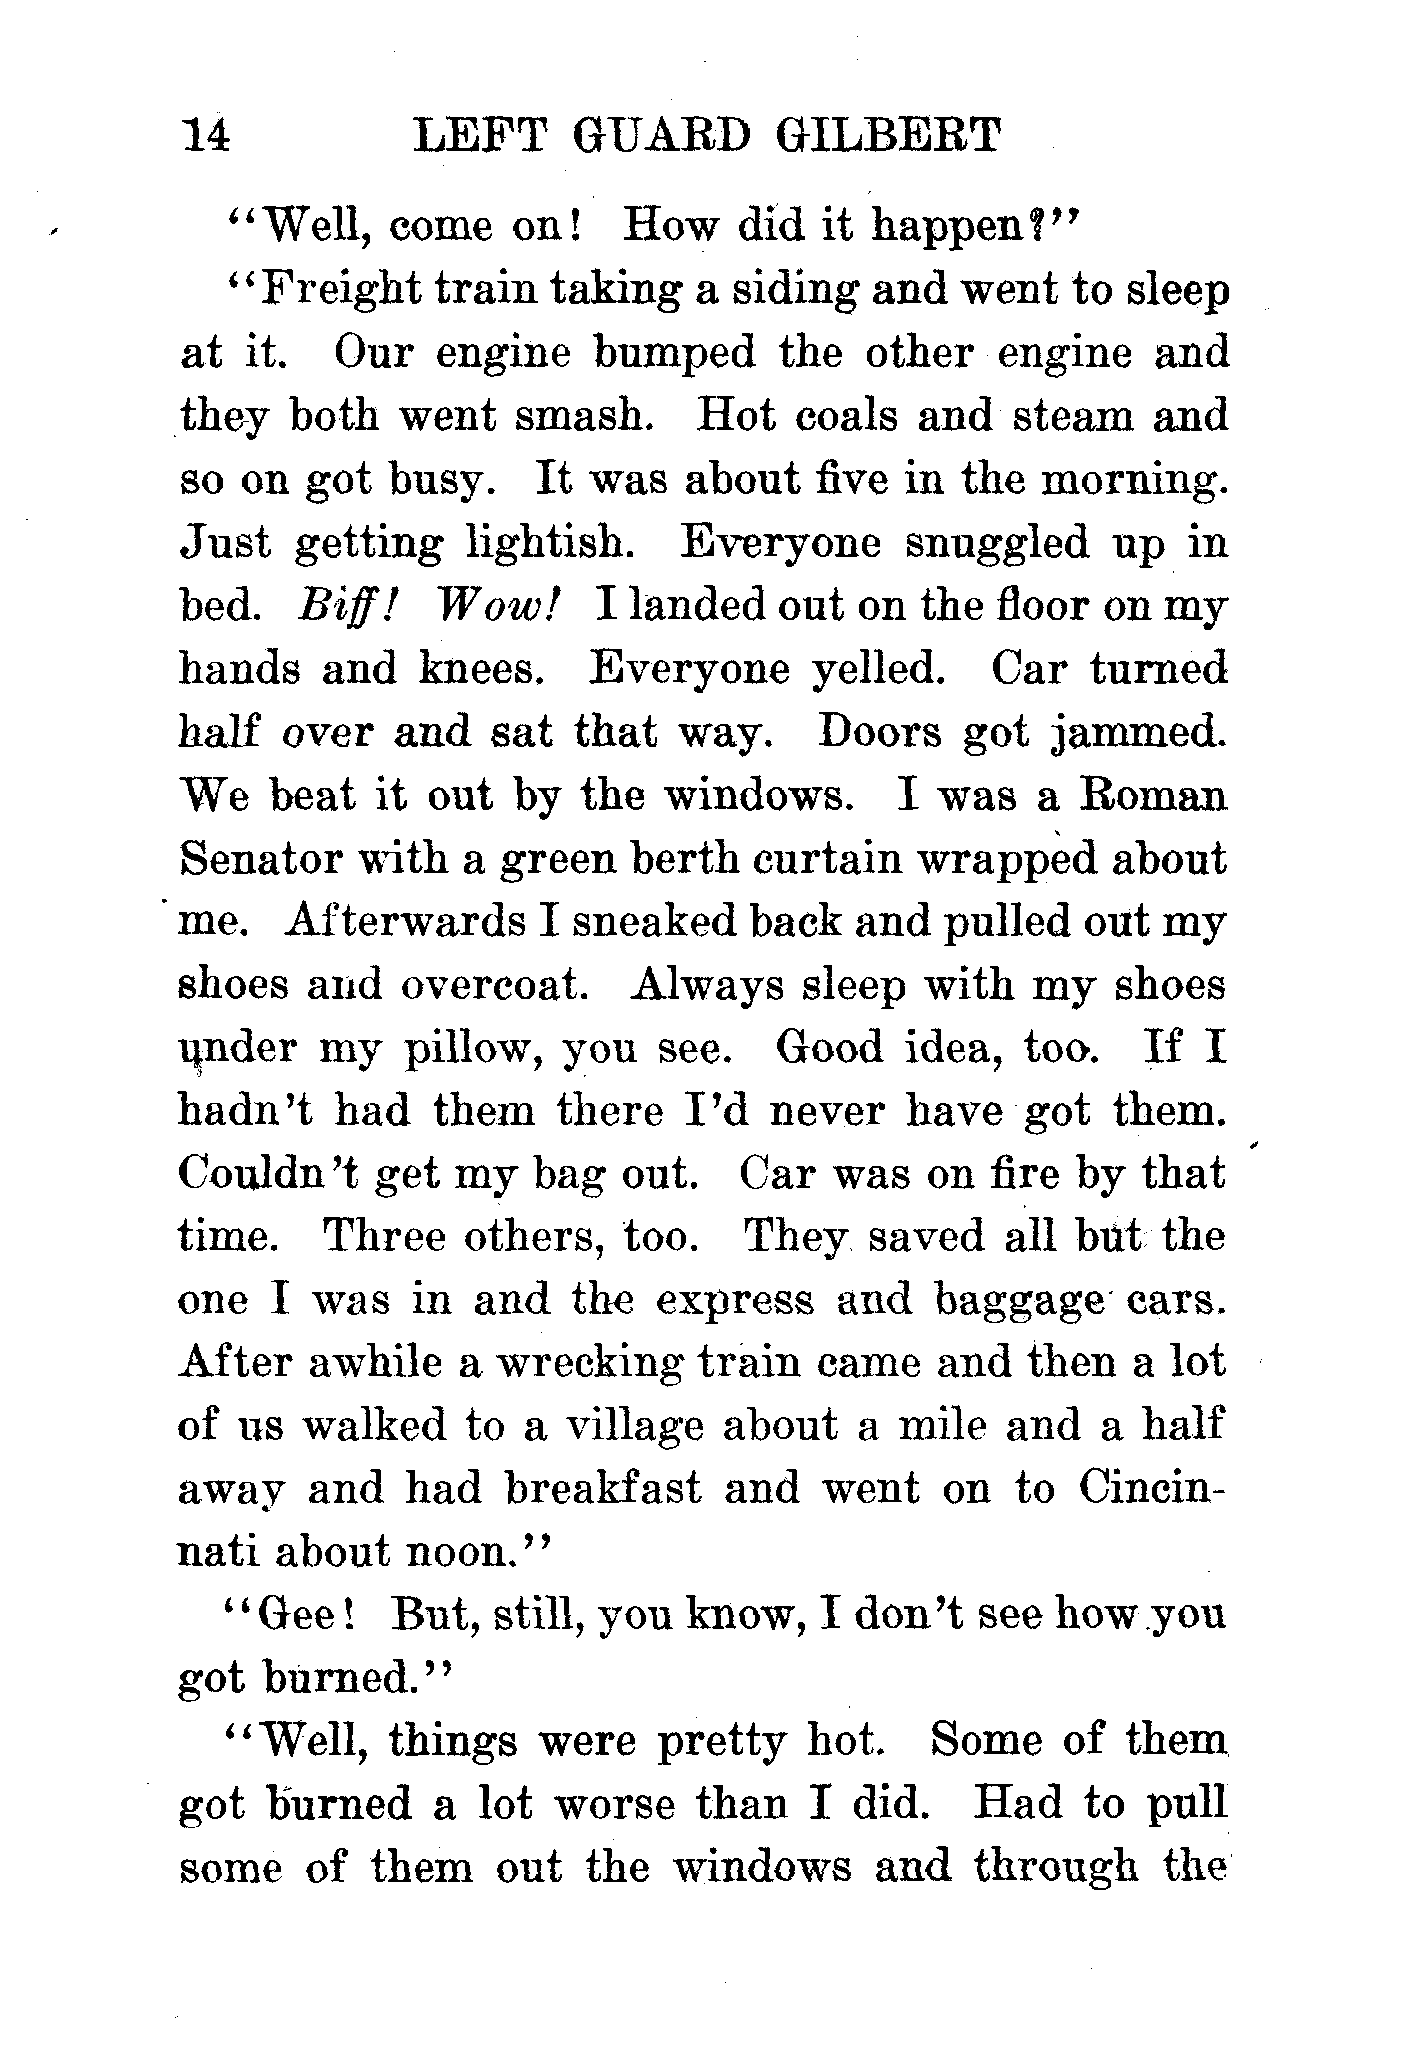 14 LEFT GUARD GILBERT
"Well, come on! How did it happen?"
"Freight train taking a siding and went to sleep
at it. Our engine bumped the other engine and
they both went smash. Hot coals and steam and
so on got busy. It was about five in the morning.
Just getting lightish. Everyone snuggled up in
bed. Biff! Wow! I landed out on the floor on my
hands and knees. Everyone yelled. Car turned
half over and sat that way. Doors got jammed.
We beat it out by the windows. I was a Roman
Senator with a green berth curtain wrapped about
me. Afterwards I sneaked back and pulled out my
shoes and overcoat. Always sleep with my shoes
under my pillow, you see. Good idea, too. If I
hadn't had them there I'd never have got them.
Couldn't get my bag out. Car was on fire by that
time. Three others, too. They saved all but the
one I was in and the express and baggage cars.
After awhile a wrecking train came and then a lot
of us walked to a village about a mile and a half
away and had breakfast and went on to Cincin-
nati about noon."
"Gee! But, still, you know, I don't see how you
got burned."
"Well, things were pretty hot. Some of them
got burned a lot worse than I did. Had to pull
some of them out the windows and through the